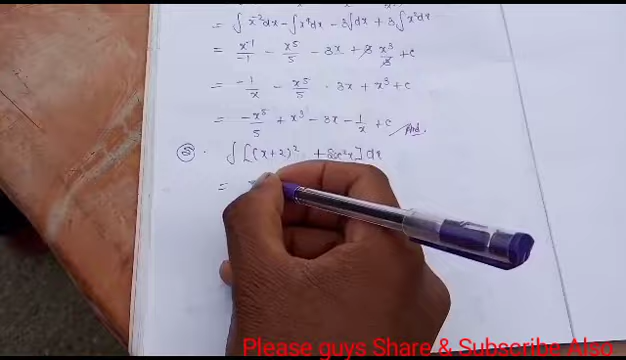 = ∫x⁻²dx - ∫x⁴dx - 3∫dx + 3∫x²dx
= x⁻¹/-1 - x⁵/5 - 3x + 3 x³/3 + c
= -1/x - x⁵/5 - 3x + x³ + c
= -x⁵/5 + x³ - 3x - 1/x + c Ans.
5. ∫[(x+2)² + sec²x]dx
=
Please guys Share & Subscribe Also